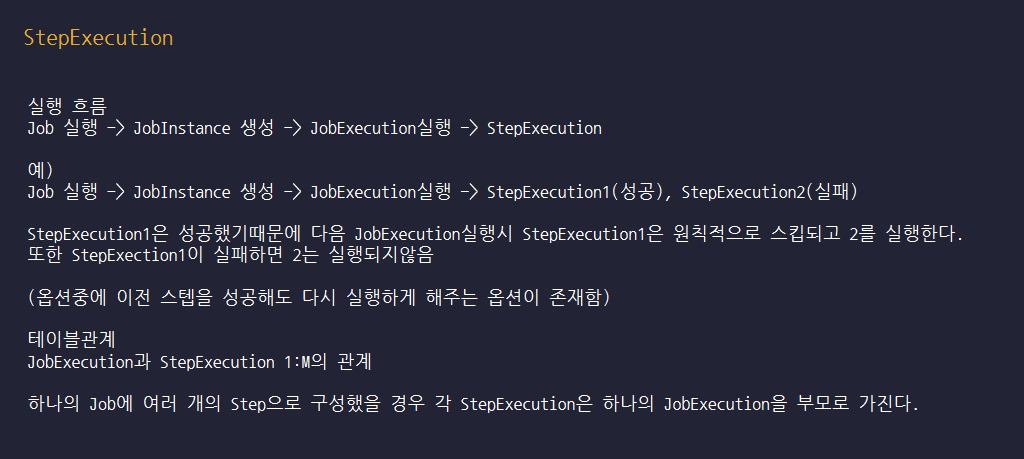 StepExecution
실행 흐름
Job 실행 -> JobInstance 생성 -> JobExecution실행 -> StepExecution
예)
Job 실행 -> JobInstance 생성 -> JobExecution실행 -> StepExecution1(성공), StepExecution2(실패)
StepExecution1은 성공했기때문에 다음 JobExecution실행시 StepExecution1은 원칙적으로 스킵되고 2를 실행한다.
또한 StepExection1이 실패하면 2는 실행되지않음
(옵션중에 이전 스텝을 성공해도 다시 실행하게 해주는 옵션이 존재함)
테이블관계
JobExecution과 StepExecution 1:M의 관계
하나의 Job에 여러 개의 Step으로 구성했을 경우 각 StepExecution은 하나의 JobExecution을 부모로 가진다.